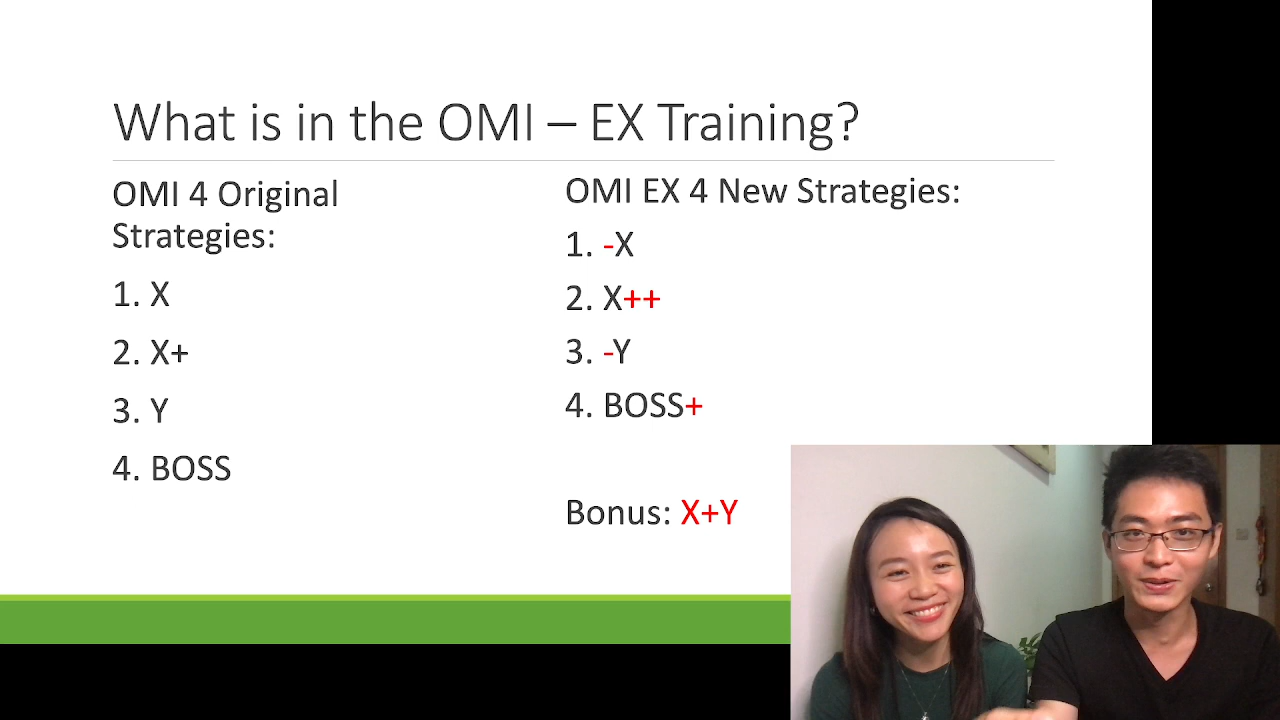 What is in the OMI – EX Training?
OMI 4 Original
Strategies:
1. X
2. X+
3. Y
4. BOSS
OMI EX 4 New Strategies:
1. -X
2. X++
3. -Y
4. BOSS+
Bonus: X+Y